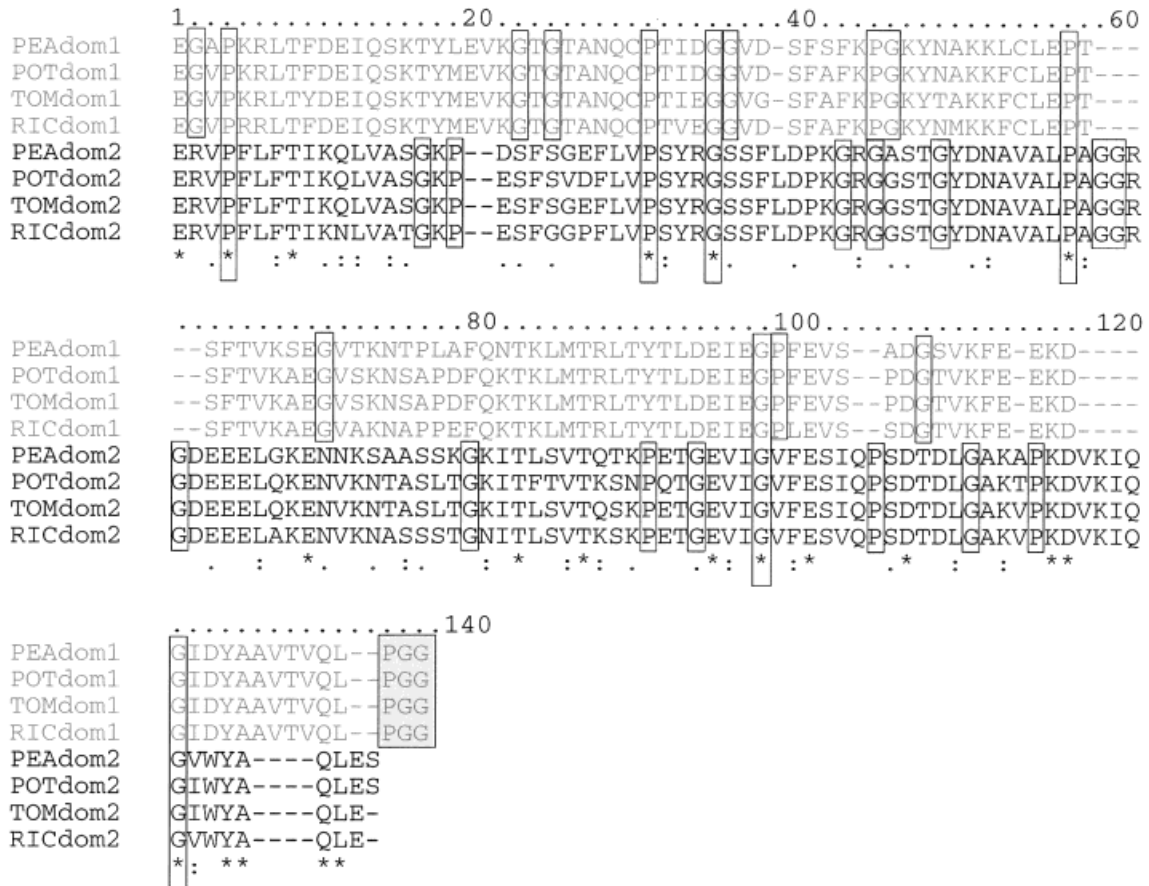 1.................20..................40..................60
PEAdom1 EGAPKRLTFDEIQSKTYLEVKGTGTANQCPTIDGGVD-SFSFKPGKYNAKKLCLEPT---
POTdom1 EGVPKRLTFDEIQSKTYMEVKGTGTANQCPTIDGGVD-SFAFKPGKYNAKKFCLEPT---
TOMdom1 EGVPKRLTYDEIQSKTYMEVKGTGTANQCPTIEGGVG-SFAFKPGKYTAKKFCLEPT---
RICdom1 EGVPRRLTFDEIQSKTYMEVKGTGTANQCPTVEGGVD-SFAFKPGKYNMKKFCLEPT---
PEAdom2 ERVPFLFTIKQLVASGKP--DSFSGEFLVPSYRGSSFLDPKGRGASTGYDNAVALPAGGR
POTdom2 ERVPFLFTIKQLVASGKP--ESFSVDFLVPSYRGSSFLDPKGRGGSTGYDNAVALPAGGR
TOMdom2 ERVPFLFTIKQLVASGKP--ESFSGEFLVPSYRGSSFLDPKGRGGSTGYDNAVALPAGGR
RICdom2 ERVPFLFTIKNLVATGKP--ESFGGPFLVPSYRGSSFLDPKGRGGSTGYDNAVALPAGGR
* .*  :* .:: :.     .. .     *:  *.   .   :..    .:    *:
..................80.................100.................120
PEAdom1 --SFTVKSEGVTKNTPLAFQNTKLMTRLTYTLDEIEGPFEVS--ADGSVKFE-EKD----
POTdom1 --SFTVKAEGVSKNSAPDFQKTKLMTRLTYTLDEIEGPFEVS--PDGTVKFE-EKD----
TOMdom1 --SFTVKAEGVSKNSAPDFQKTKLMTRLTYTLDEIEGPFEVS--PDGTVKFE-EKD----
RICdom1 --SFTVKAEGVAKNAPPEFQKTKLMTRLTYTLDEIEGPFEVS--SDGTVKFE-EKD----
PEAdom2 GDEEELGKENNKSAASSKGKITLSVTQTKPETGEVIGVFESIQPSDTDLGAKAPKDVKIQ
POTdom2 GDEEELQKENVKNTASLTGKITFTVTKSNPQTGEVIGVFESIQPSDTDLGAKTPKDVKIQ
TOMdom2 GDEEELQKENVKNTASLTGKITLSVTQSKPETGEVIGVFESIQPSDTDLGAKVPKDVKIQ
RICdom2 GDEEELAKENVKNASSSTGNITLSVTKSKPETGEVIGVFESVQPSDTDLGAKVPKDVKIQ
  .  :  *.  . :.   : *  .*: .    *: * :*    .*  :  :  **
.................140
PEAdom1 GIDYAAVTVQL--PGG
POTdom1 GIDYAAVTVQL--PGG
TOMdom1 GIDYAAVTVQL--PGG
RICdom1 GIDYAAVTVQL--PGG
PEAdom2 GVWYA----QLES
POTdom2 GIWYA----QLES
TOMdom2 GIWYA----QLE-
RICdom2 GVWYA----QLE-
*: **    **